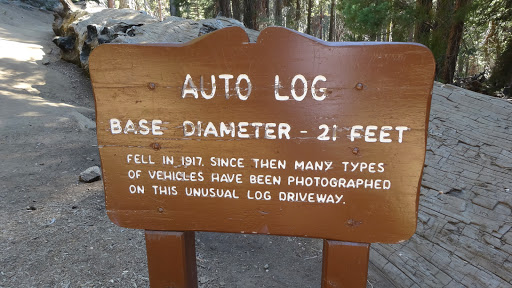 AUTO LOG
BASE DIAMETER - 21 FEET
FELL IN 1917. SINCE THEN MANY TYPES
OF VEHICLES HAVE BEEN PHOTOGRAPHED
ON THIS UNUSUAL LOG DRIVEWAY.